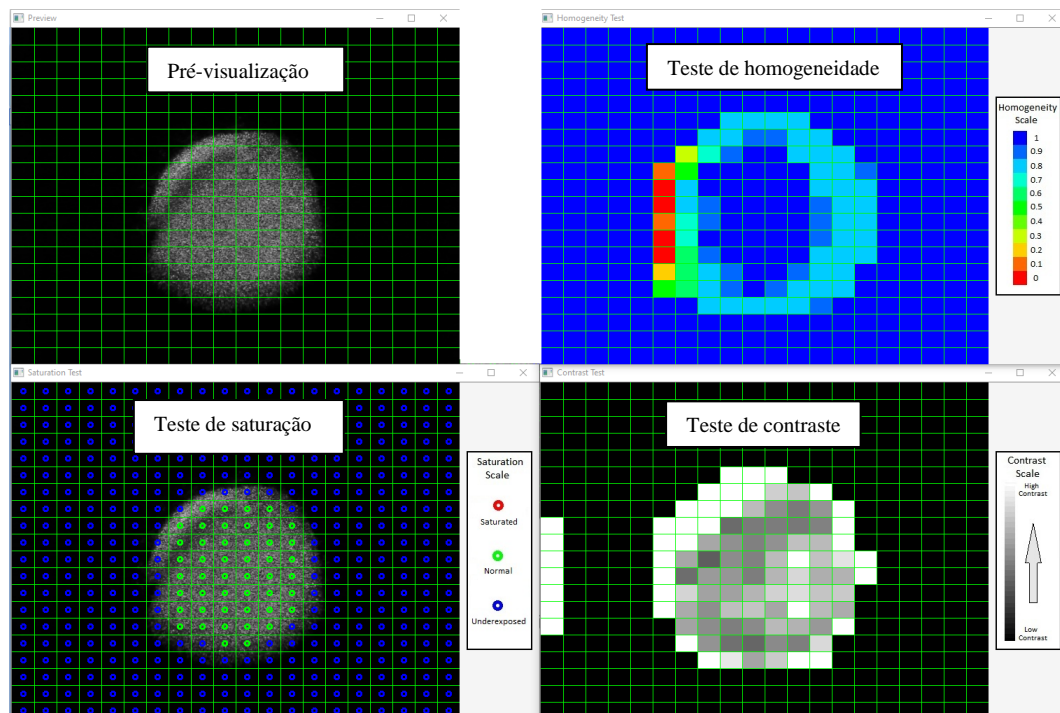 Preview
Pré-visualização
Homogeneity Test
Teste de homogeneidade
Homogeneity
Scale
1
0.9
0.8
0.7
0.6
0.5
0.3
0.2
0.1
0
Saturation Test
Teste de saturação
Saturation
Scale
Saturated
Normal
Underexposed
Contrast Test
Teste de contraste
Contrast
Scale
High
Contrast
Low
Contrast